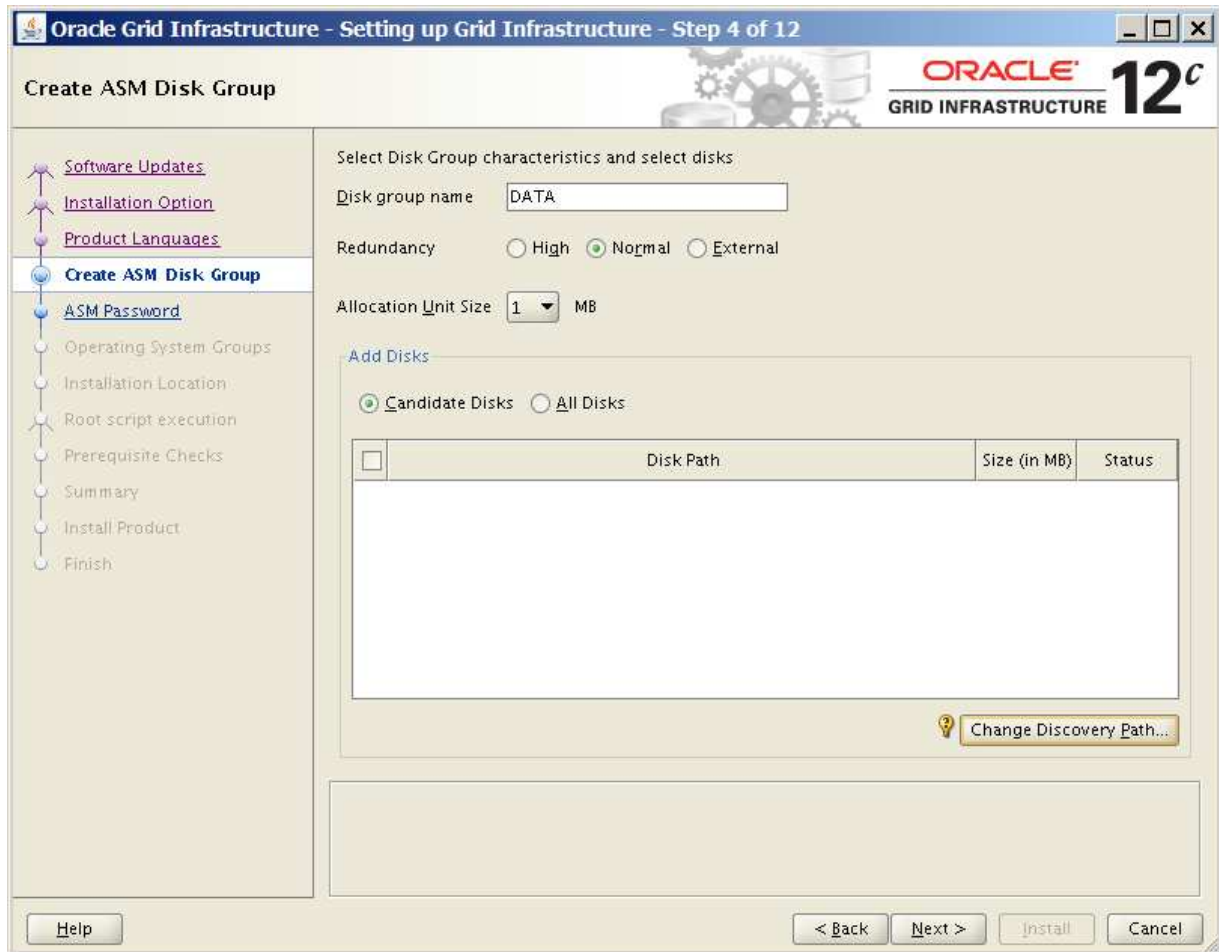 Oracle Grid Infrastructure - Setting up Grid Infrastructure - Step 4 of 12
Create ASM Disk Group
ORACLE
GRID INFRASTRUCTURE
12c
Software Updates
Installation Option
Product Languages
Create ASM Disk Group
ASM Password
Operating System Groups
Installation Location
Root script execution
Prerequisite Checks
Summary
Install Product
Finish
Select Disk Group characteristics and select disks
Disk group name DATA
Redundancy High Normal External
Allocation Unit Size 1 MB
Add Disks
Candidate Disks All Disks
Disk Path Size (in MB) Status
Change Discovery Path...
Help < Back Next > Install Cancel